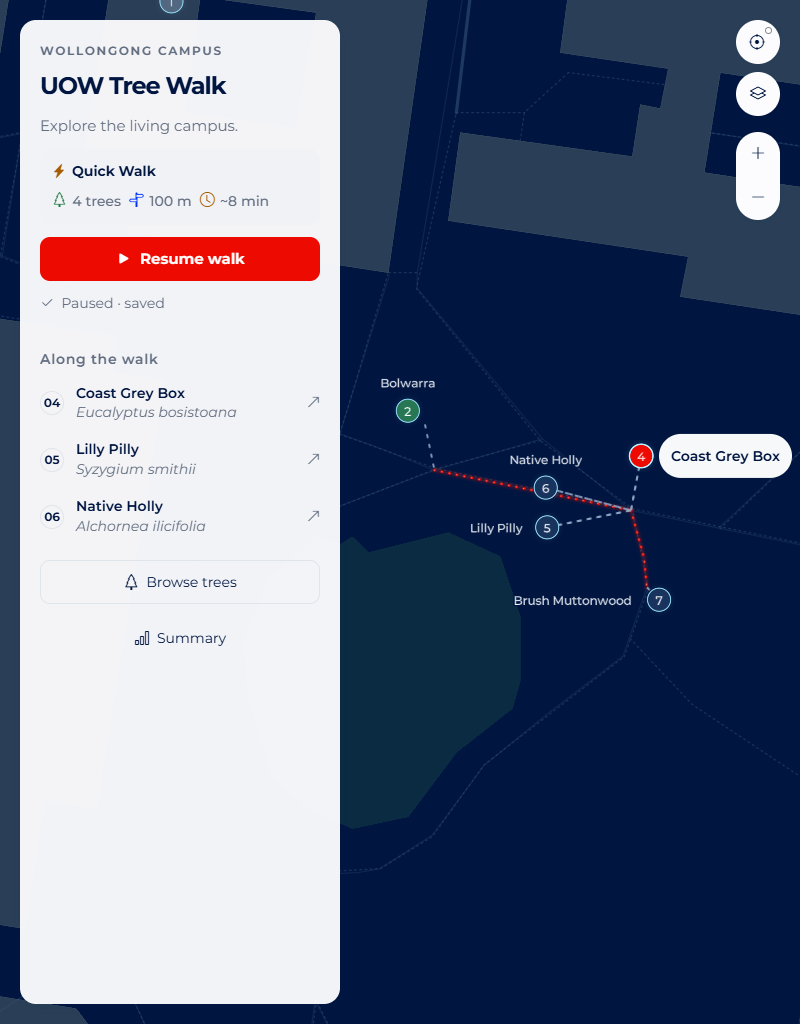 1
WOLLONGONG CAMPUS
UOW Tree Walk
Explore the living campus.
Quick Walk
4 trees 100 m ~8 min
Resume walk
Paused · saved
Along the walk
04 Coast Grey Box
Eucalyptus bosistoana
05 Lilly Pilly
Syzygium smithii
06 Native Holly
Alchornea ilicifolia
Browse trees
Summary
Bolwarra
2
4 Coast Grey Box
Native Holly
6
Lilly Pilly 5
Brush Muttonwood 7